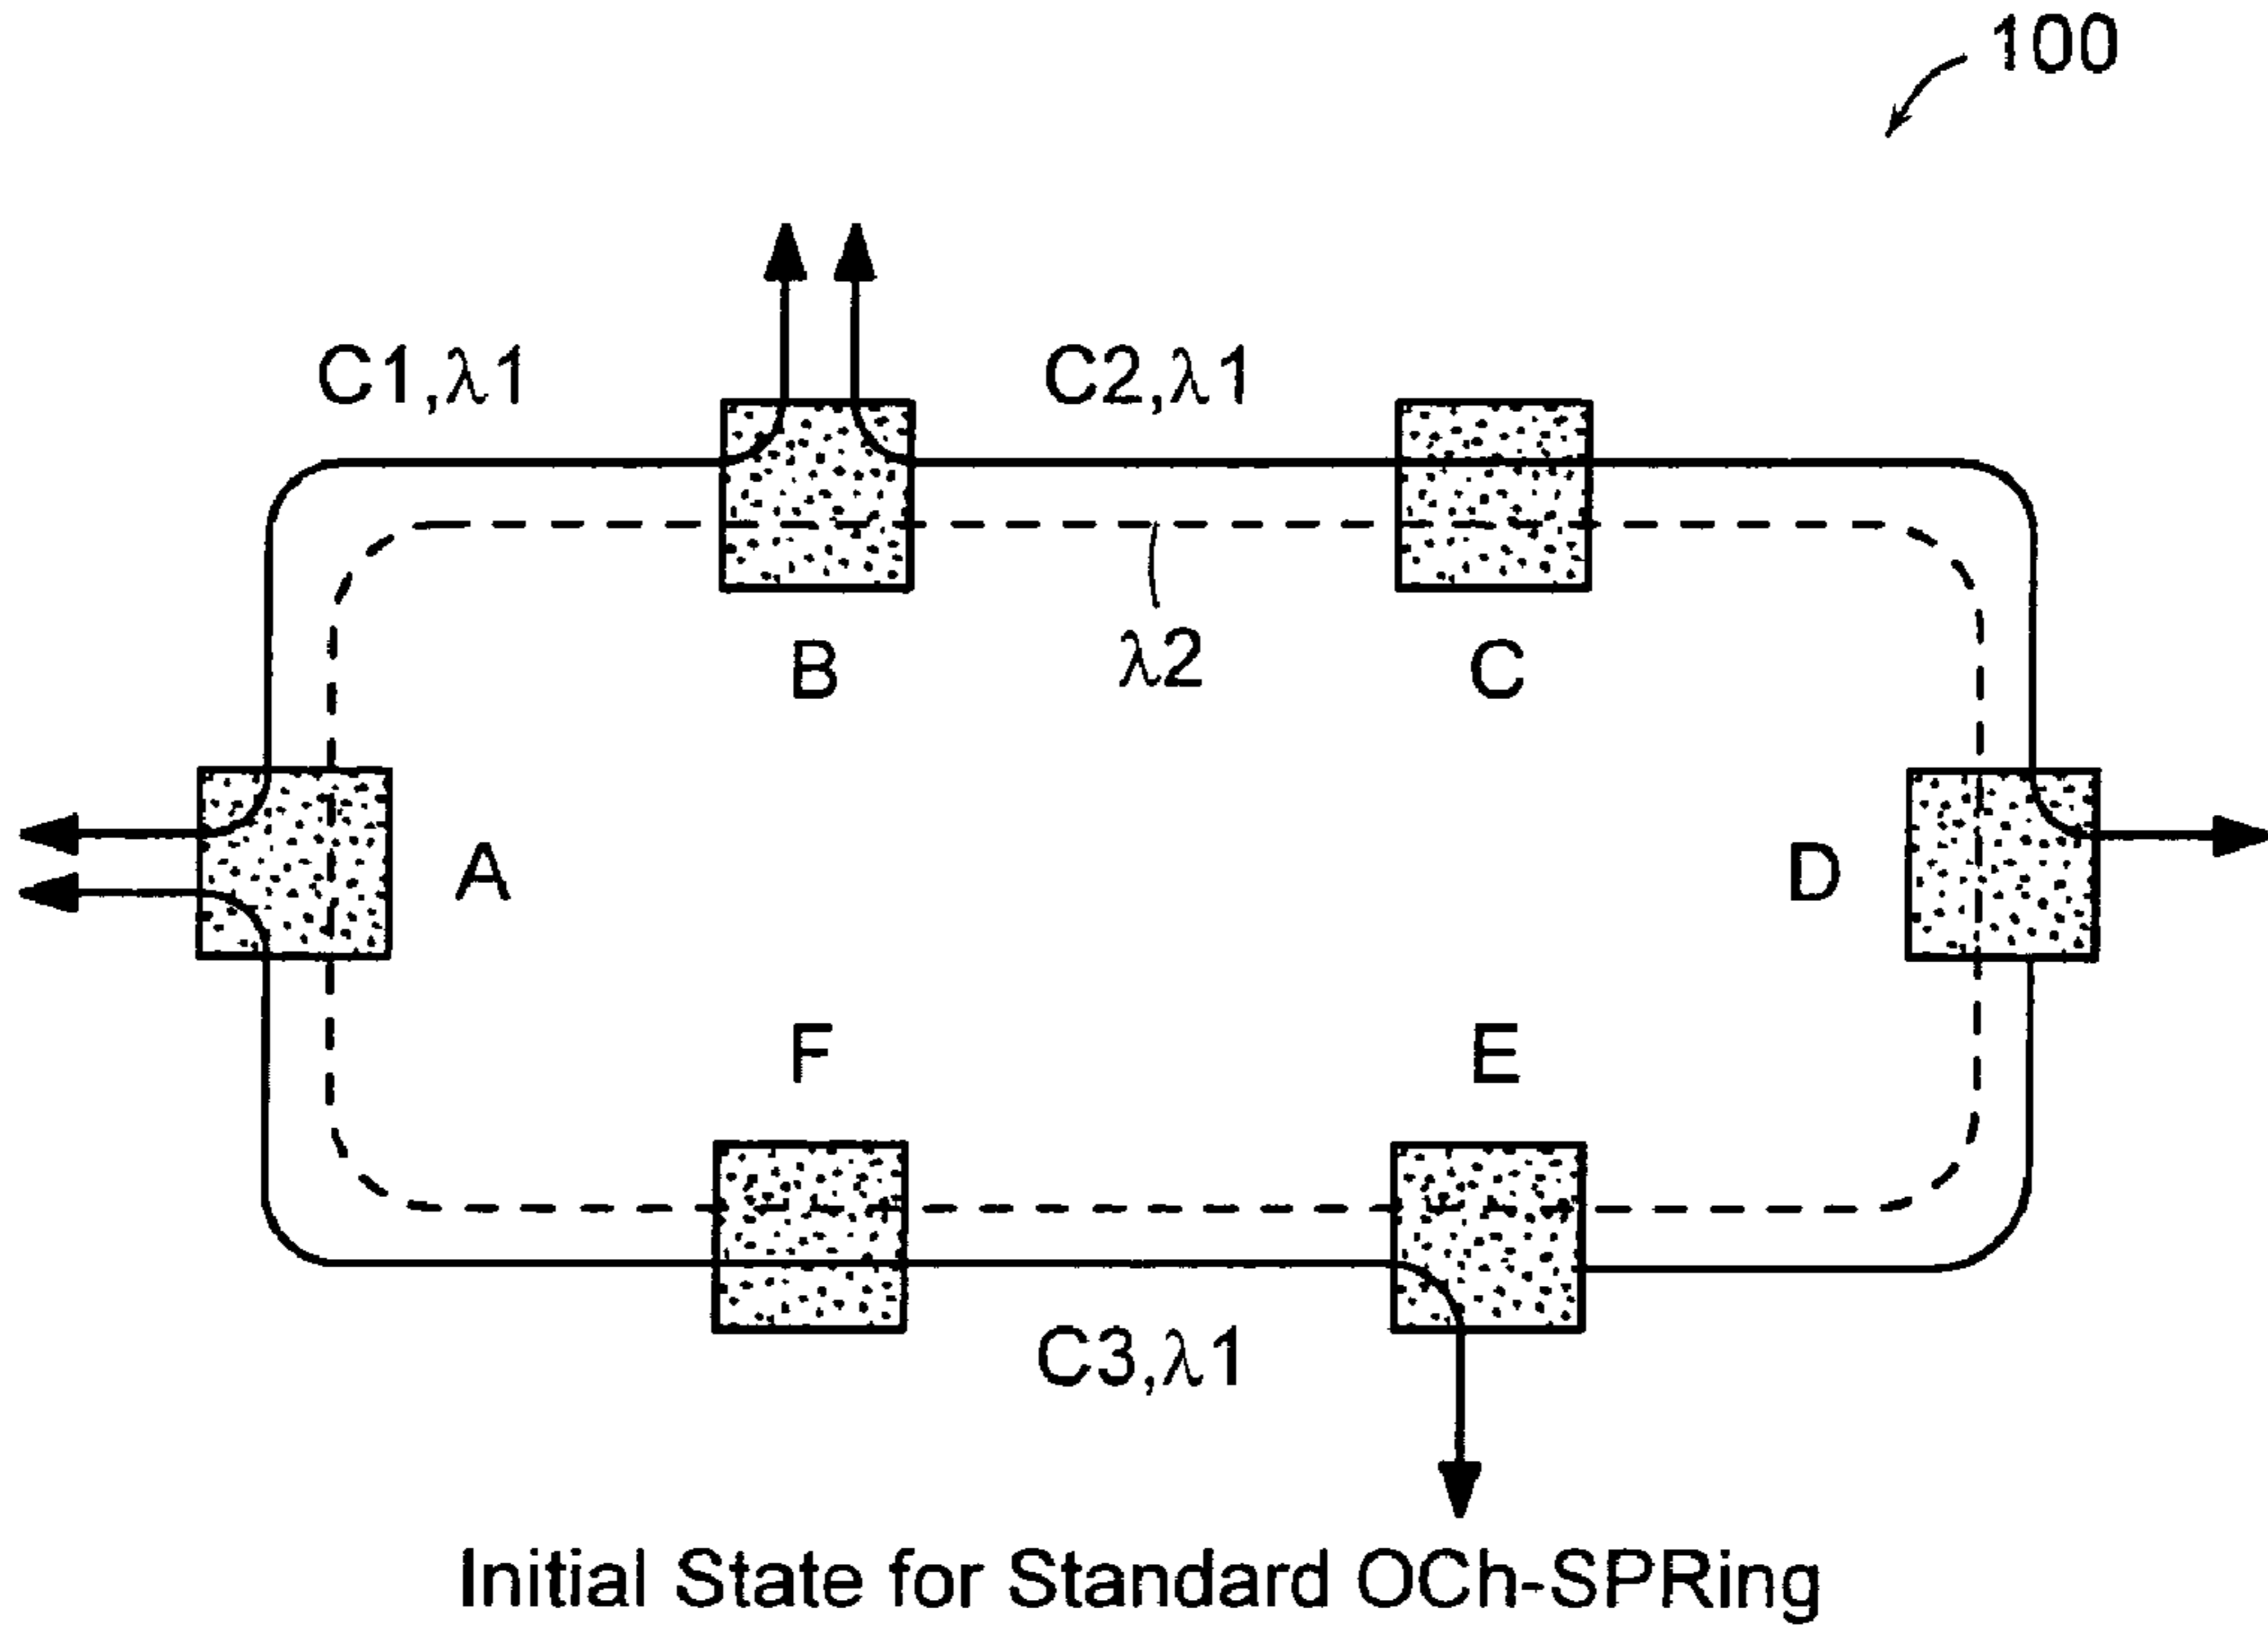 100
C1,λ1
C2,λ1
B
λ2
C
A
D
F
E
C3,λ1
Initial State for Standard OCh-SPRing